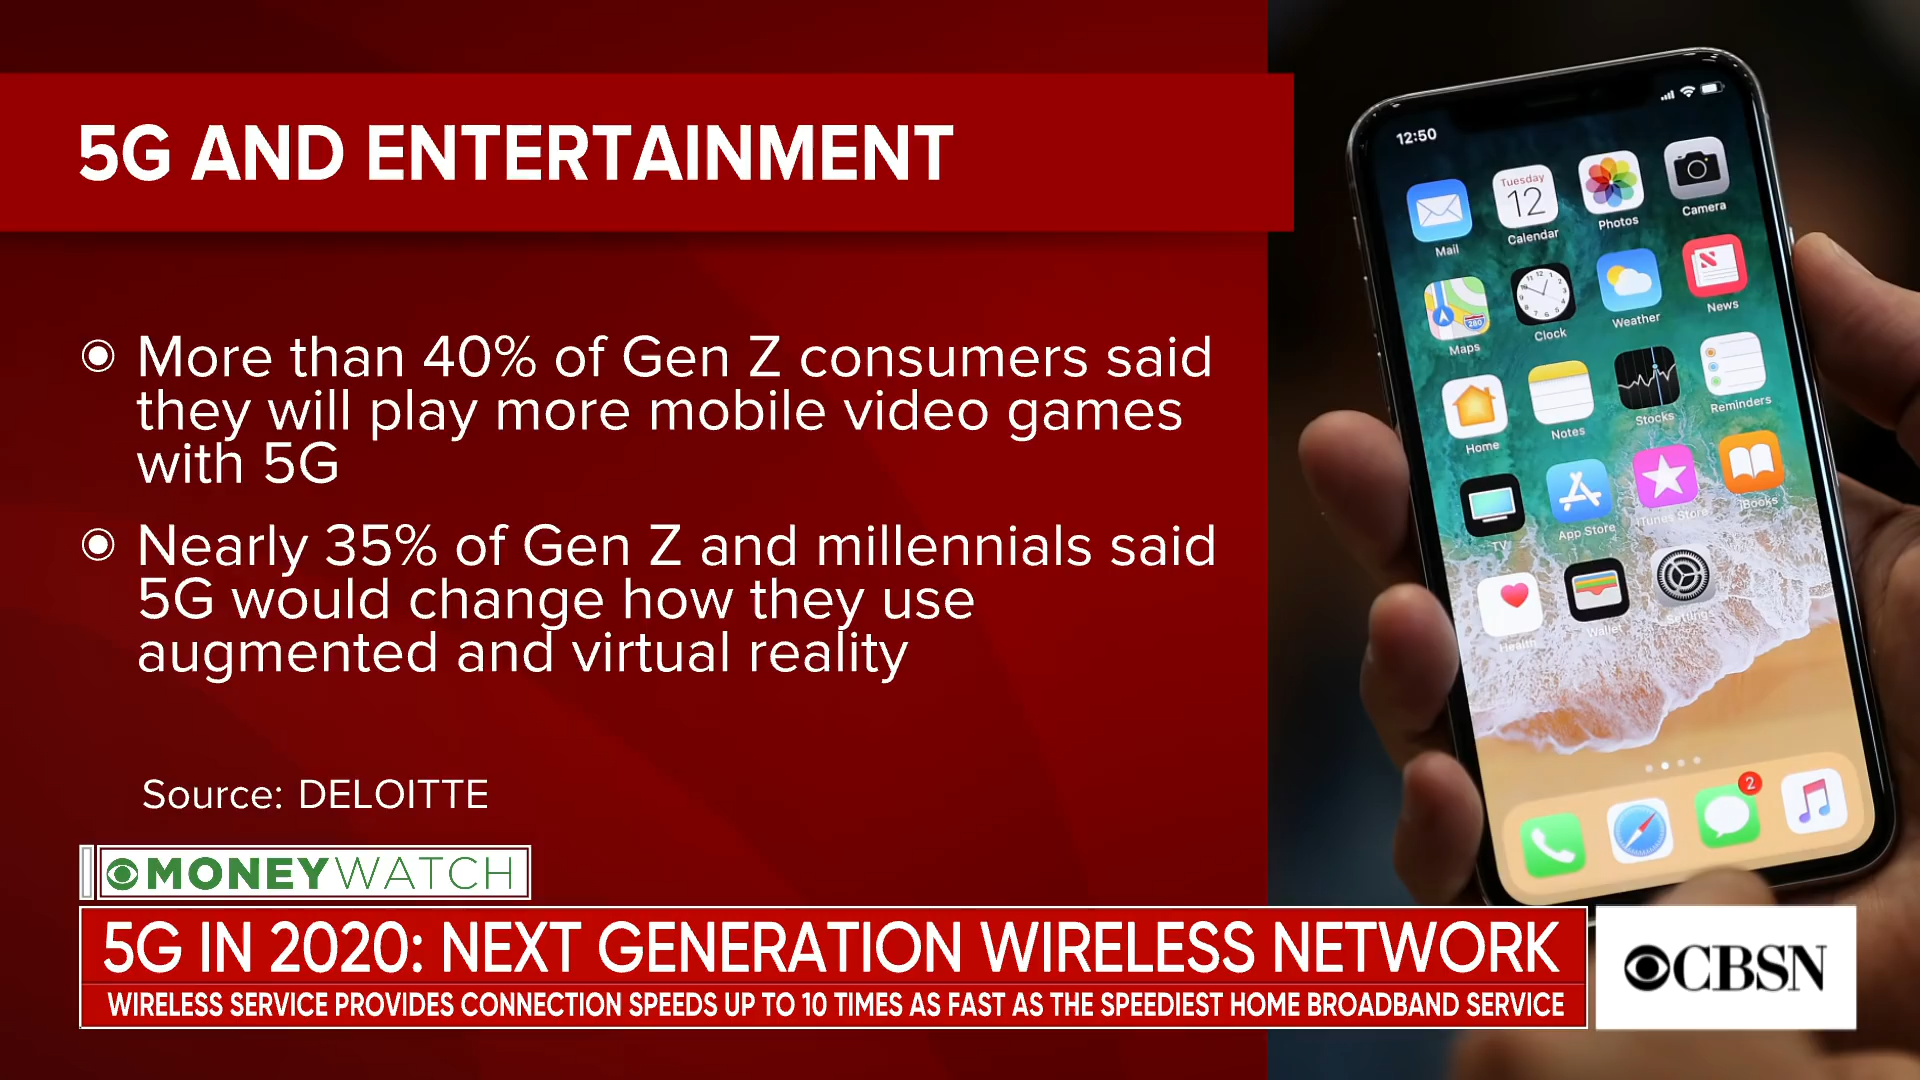 5G AND ENTERTAINMENT
More than 40% of Gen Z consumers said
they will play more mobile video games
with 5G
Nearly 35% of Gen Z and millennials said
5G would change how they use
augmented and virtual reality
Source: DELOITTE
MONEYWATCH
5G IN 2020: NEXT GENERATION WIRELESS NETWORK
WIRELESS SERVICE PROVIDES CONNECTION SPEEDS UP TO 10 TIMES AS FAST AS THE SPEEDIEST HOME BROADBAND SERVICE
CBSN
12:50
Tuesday
12
Mail
Calendar
Photos
Camera
280
Maps
Clock
Weather
News
Home
Notes
Stocks
Reminders
TV
App Store
iTunes Store
iBooks
Health
Wallet
Settings
2